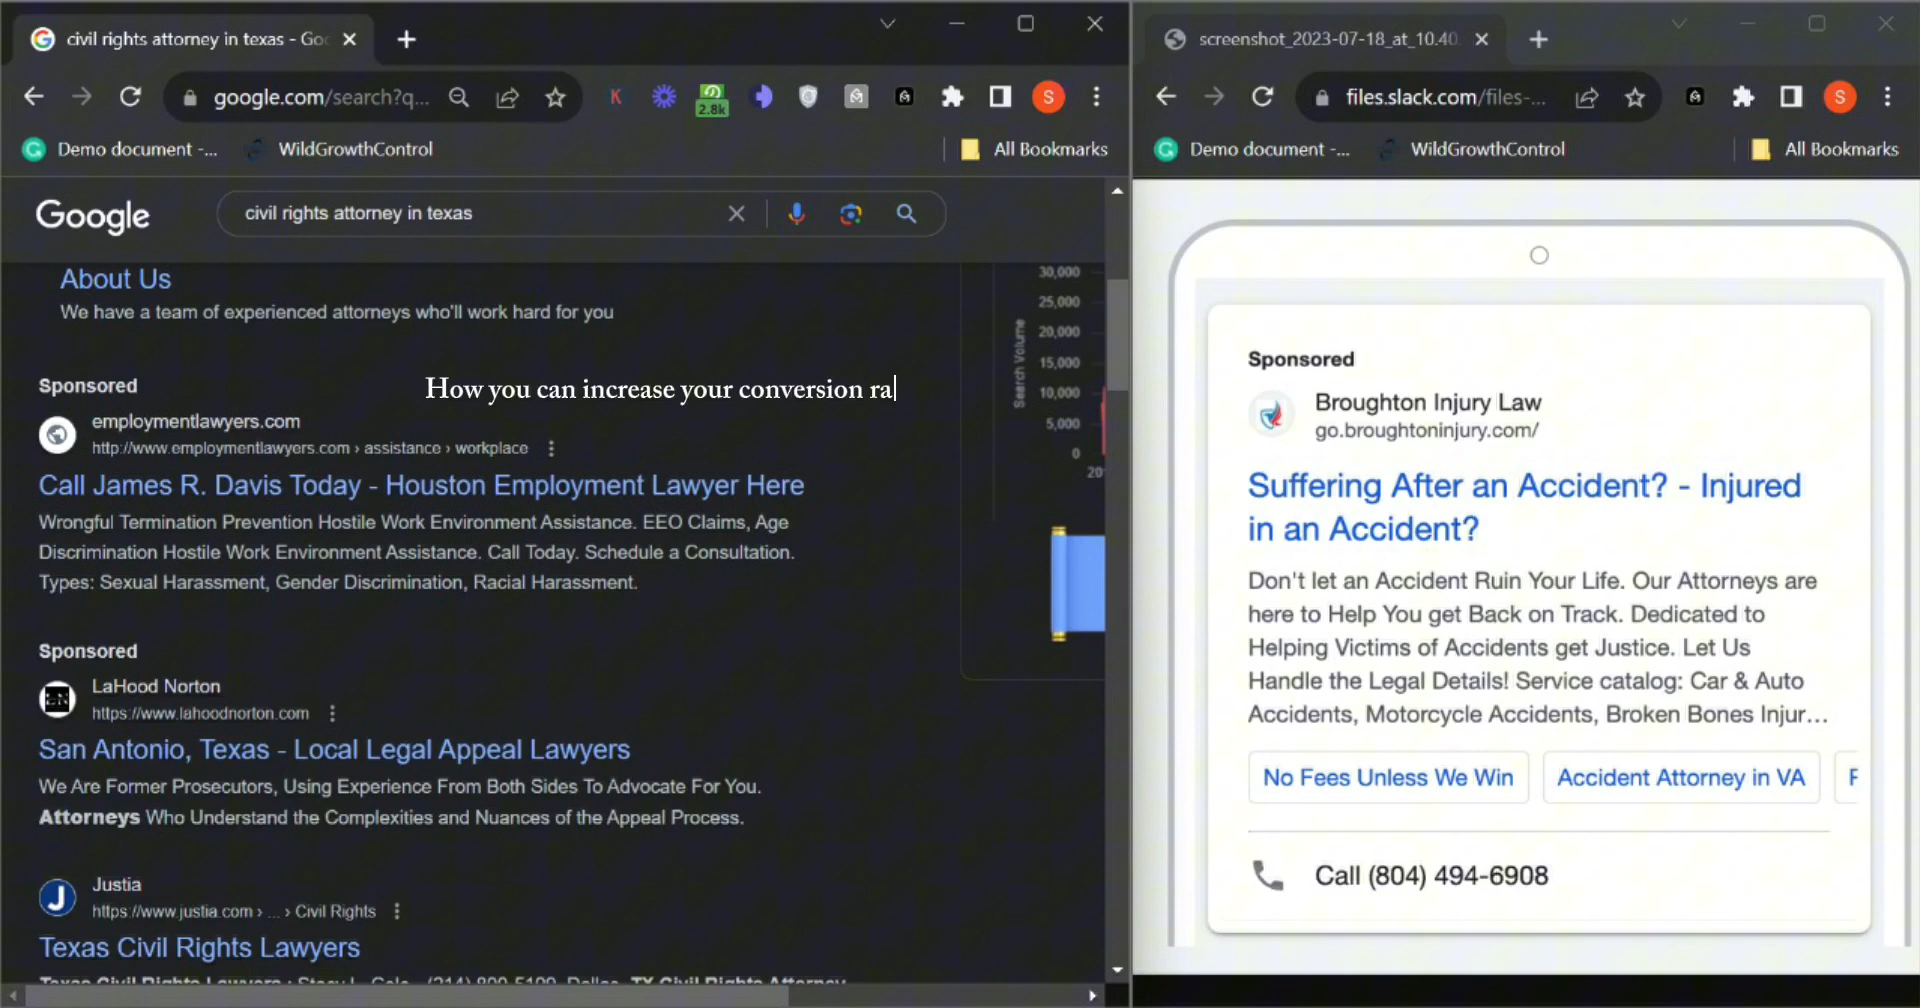 civil rights attorney in texas - Goo
google.com/search?q...
K
2.8k
S
Demo document -...
WildGrowthControl
All Bookmarks
Google
civil rights attorney in texas
About Us
We have a team of experienced attorneys who'll work hard for you
30,000
25,000
20,000
15,000
10,000
5,000
0
20
Search Volume
How you can increase your conversion ra
Sponsored
employmentlawyers.com
http://www.employmentlawyers.com › assistance › workplace
Call James R. Davis Today - Houston Employment Lawyer Here
Wrongful Termination Prevention Hostile Work Environment Assistance. EEO Claims, Age
Discrimination Hostile Work Environment Assistance. Call Today. Schedule a Consultation.
Types: Sexual Harassment, Gender Discrimination, Racial Harassment.
Sponsored
LaHood Norton
https://www.lahoodnorton.com
San Antonio, Texas - Local Legal Appeal Lawyers
We Are Former Prosecutors, Using Experience From Both Sides To Advocate For You.
Attorneys Who Understand the Complexities and Nuances of the Appeal Process.
J
Justia
https://www.justia.com › ... › Civil Rights
Texas Civil Rights Lawyers
screenshot_2023-07-18_at_10.40
files.slack.com/files-...
S
Demo document -...
WildGrowthControl
All Bookmarks
Sponsored
Broughton Injury Law
go.broughtoninjury.com/
Suffering After an Accident? - Injured
in an Accident?
Don't let an Accident Ruin Your Life. Our Attorneys are
here to Help You get Back on Track. Dedicated to
Helping Victims of Accidents get Justice. Let Us
Handle the Legal Details! Service catalog: Car & Auto
Accidents, Motorcycle Accidents, Broken Bones Injur...
No Fees Unless We Win
Accident Attorney in VA
Call (804) 494-6908